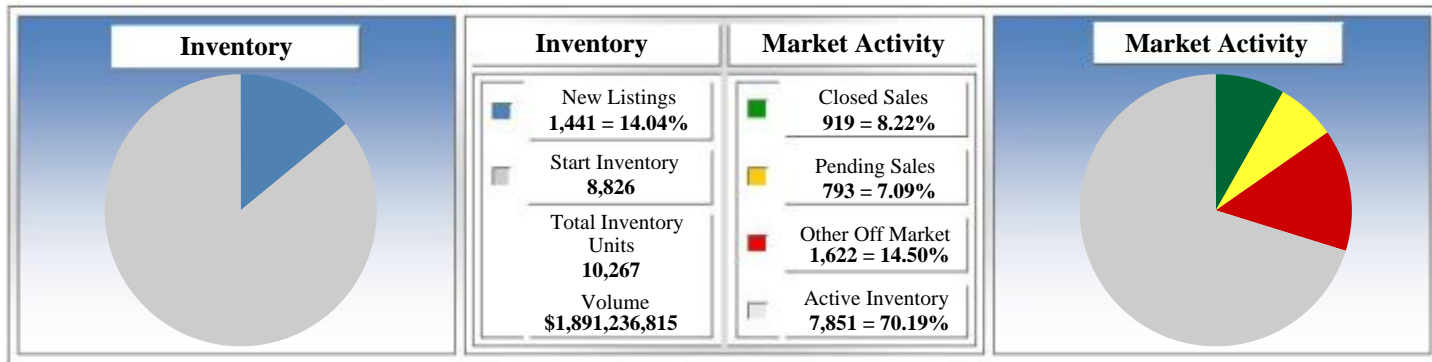 Inventory
Inventory
New Listings
1,441 = 14.04%
Start Inventory
8,826
Total Inventory
Units
10,267
Volume
$1,891,236,815
Market Activity
Closed Sales
919 = 8.22%
Pending Sales
793 = 7.09%
Other Off Market
1,622 = 14.50%
Active Inventory
7,851 = 70.19%
Market Activity